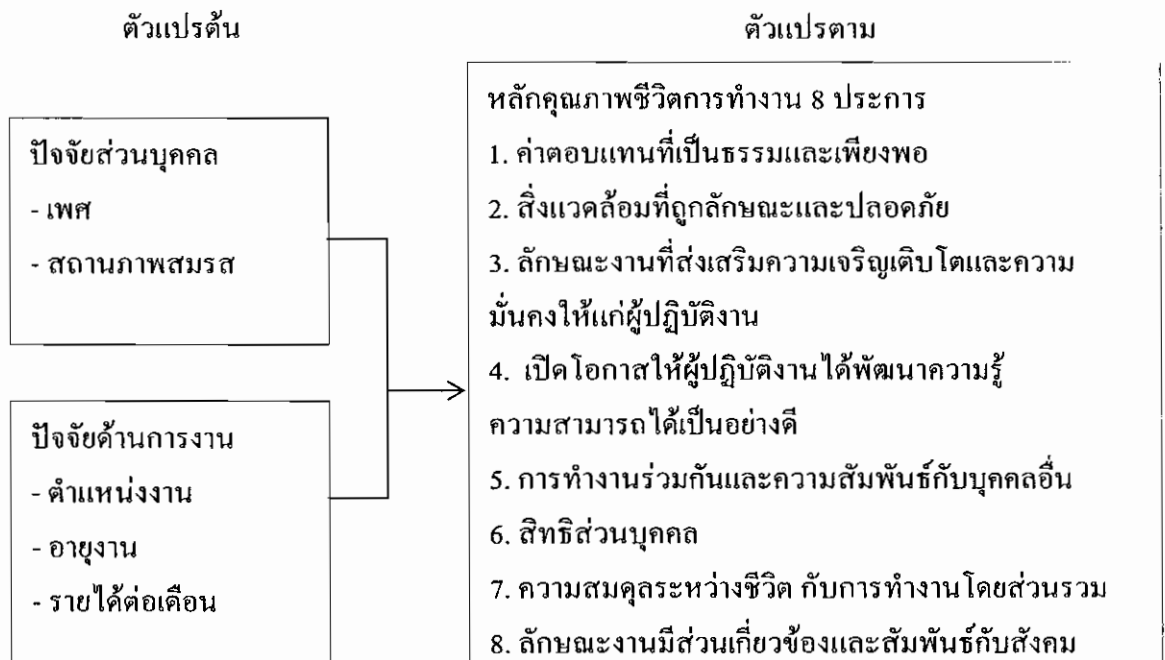 ตัวแปรต้น
ตัวแปรตาม
ปัจจัยส่วนบุคคล
- เพศ
- สถานภาพสมรส
ปัจจัยด้านการงาน
- ตำแหน่งงาน
- อายุงาน
- รายได้ต่อเดือน
หลักคุณภาพชีวิตการทำงาน 8 ประการ
1. ค่าตอบแทนที่เป็นธรรมและเพียงพอ
2. สิ่งแวดล้อมที่ถูกลักษณะและปลอดภัย
3. ลักษณะงานที่ส่งเสริมความเจริญเติบโตและความ
มั่นคงให้แก่ผู้ปฏิบัติงาน
4. เปิดโอกาสให้ผู้ปฏิบัติงานได้พัฒนาความรู้
ความสามารถได้เป็นอย่างดี
5. การทำงานร่วมกันและความสัมพันธ์กับบุคคลอื่น
6. สิทธิส่วนบุคคล
7. ความสมดุลระหว่างชีวิต กับการทำงานโดยส่วนรวม
8. ลักษณะงานมีส่วนเกี่ยวข้องและสัมพันธ์กับสังคม